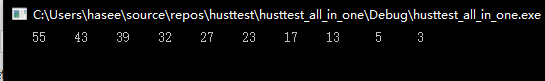 C:\Users\hasee\source\repos\husttest\husttest_all_in_one\Debug\husttest_all_in_one.exe
55 43 39 32 27 23 17 13 5 3